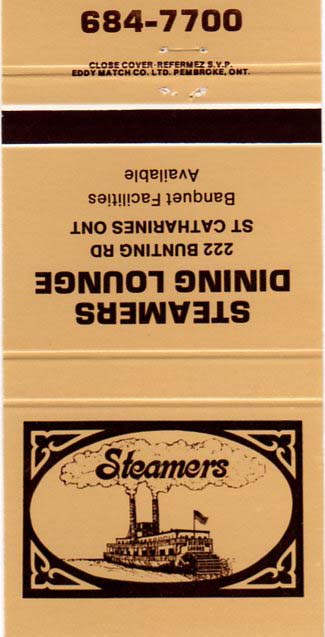 684-7700
CLOSE COVER-REFERMEZ S.V.P.
EDDY MATCH CO. LTD. PEMBROKE, ONT.
STEAMERS
DINING LOUNGE
222 BUNTING RD
ST CATHARINES ONT
Banquet Facilities
Available
Steamers